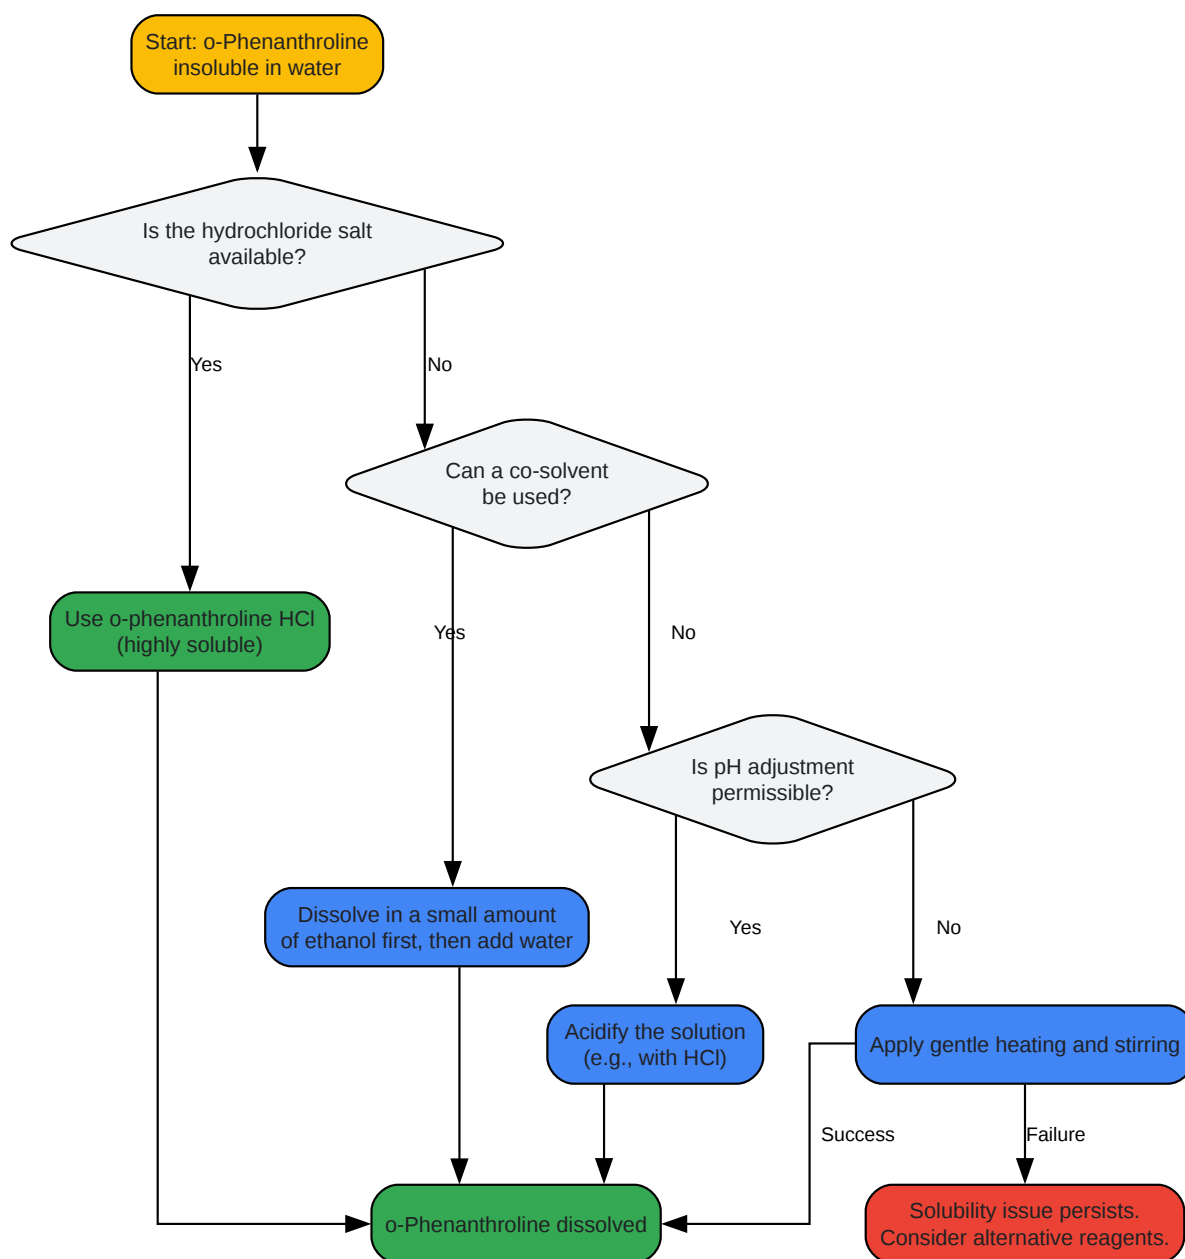 Start: o-Phenanthroline
insoluble in water
Is the hydrochloride salt
available?
Yes
No
Can a co-solvent
be used?
Use o-phenanthroline HCl
(highly soluble)
Yes
No
Is pH adjustment
permissible?
Dissolve in a small amount
of ethanol first, then add water
Yes
No
Acidify the solution
(e.g., with HCl)
Apply gentle heating and stirring
Success
Failure
o-Phenanthroline dissolved
Solubility issue persists.
Consider alternative reagents.